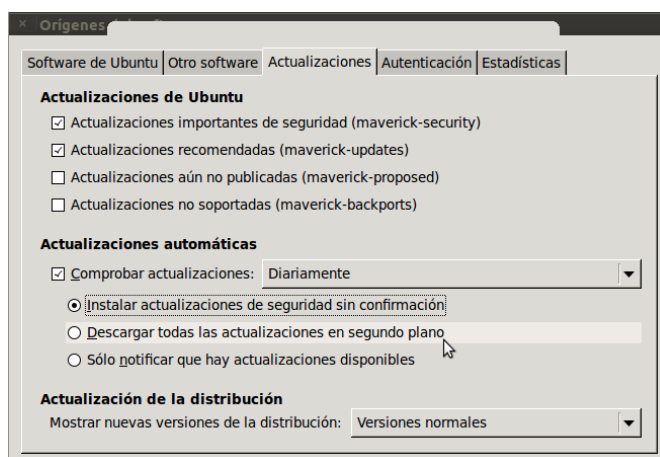 × Orígenes
Software de Ubuntu Otro software Actualizaciones Autenticación Estadísticas
Actualizaciones de Ubuntu
Actualizaciones importantes de seguridad (maverick-security)
Actualizaciones recomendadas (maverick-updates)
Actualizaciones aún no publicadas (maverick-proposed)
Actualizaciones no soportadas (maverick-backports)
Actualizaciones automáticas
Comprobar actualizaciones: Diariamente
Instalar actualizaciones de seguridad sin confirmación
Descargar todas las actualizaciones en segundo plano
Sólo notificar que hay actualizaciones disponibles
Actualización de la distribución
Mostrar nuevas versiones de la distribución: Versiones normales